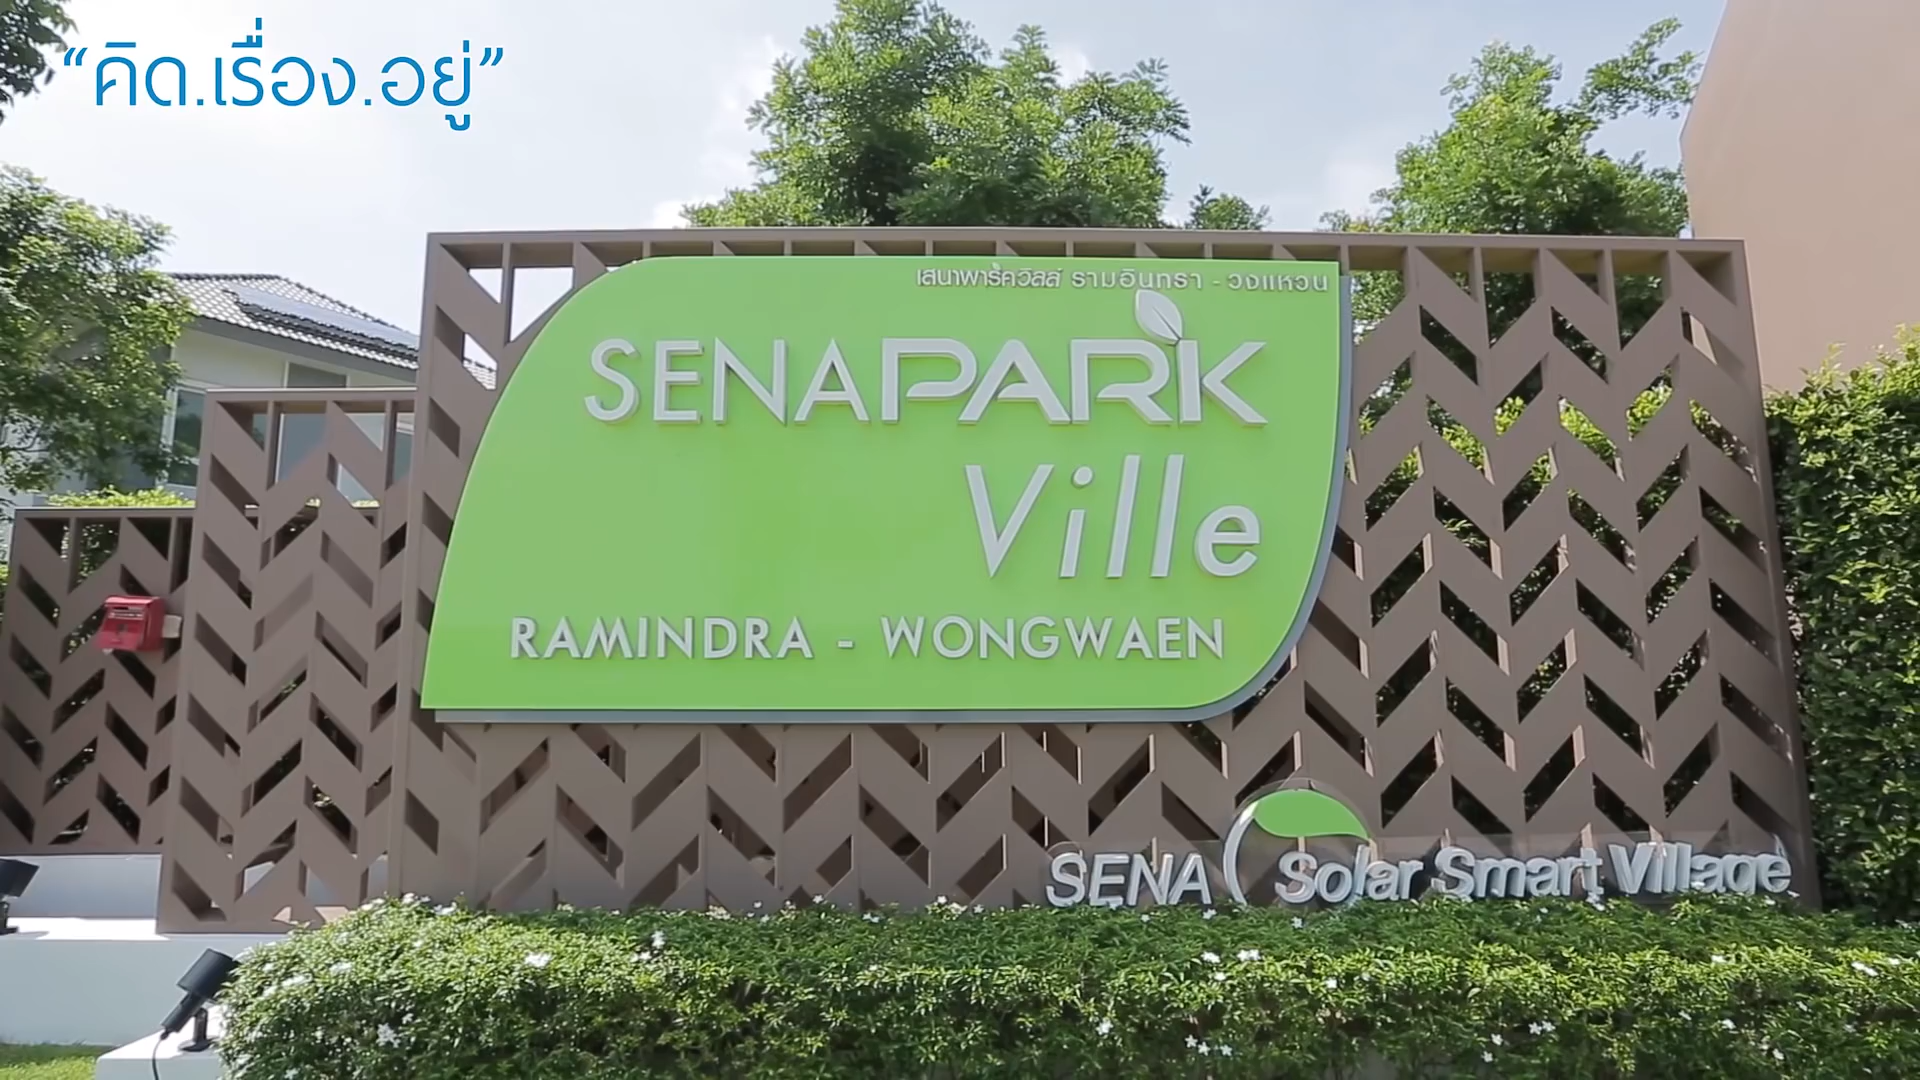 “คิด.เรื่อง.อยู่”
เสนาพาร์ควิลล์ รามอินทรา - วงแหวน
SENAPARK
Ville
RAMINDRA - WONGWAEN
SENA Solar Smart Village